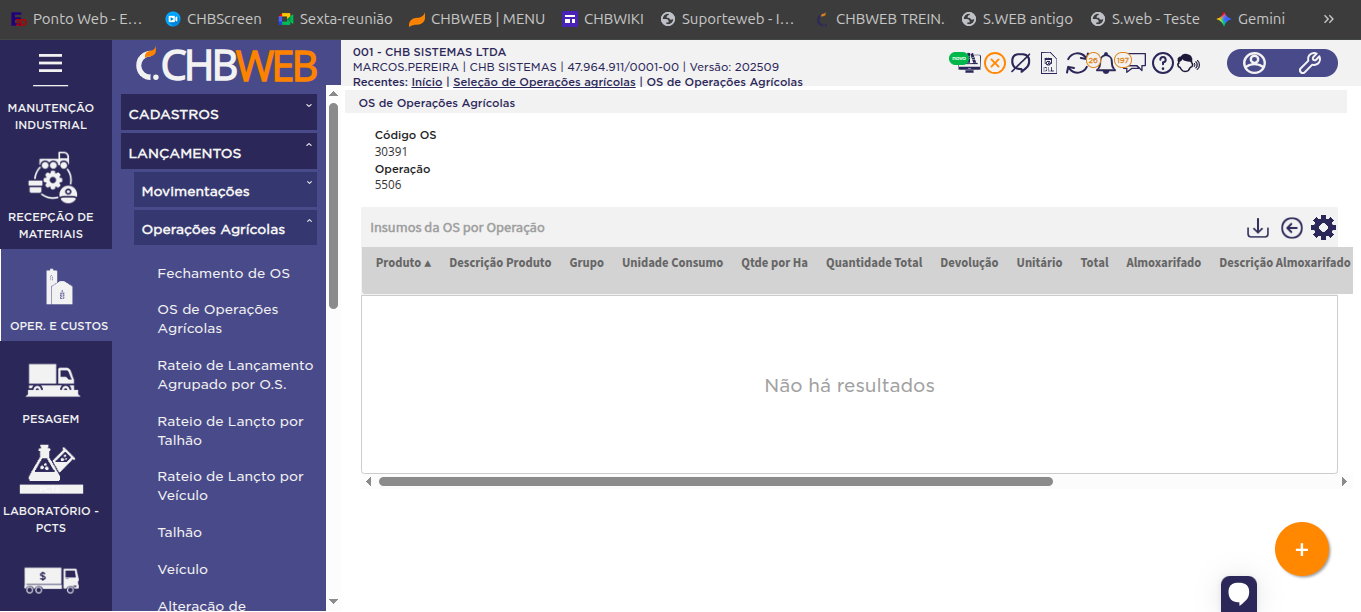 Ponto Web - E…
CHBScreen
Sexta-reunião
CHBWEB | MENU
CHBWIKI
Suporteweb - I…
CHBWEB TREIN.
S.WEB antigo
S.web - Teste
Gemini
»
MANUTENÇÃO
INDUSTRIAL
RECEPÇÃO DE
MATERIAIS
OPER. E CUSTOS
PESAGEM
LABORATÓRIO -
PCTS
$
CHBWEB
CADASTROS
LANÇAMENTOS
Movimentações
Operações Agrícolas
Fechamento de OS
OS de Operações
Agrícolas
Rateio de Lançamento
Agrupado por O.S.
Rateio de Lançto por
Talhão
Rateio de Lançto por
Veículo
Talhão
Veículo
Alteração de
001 - CHB SISTEMAS LTDA
MARCOS.PEREIRA | CHB SISTEMAS | 47.964.911/0001-00 | Versão: 202509
Recentes: Início | Seleção de Operações agrícolas | OS de Operações Agrícolas
novo
26
197
OS de Operações Agrícolas
Código OS
30391
Operação
5506
Insumos da OS por Operação
Produto ▲ Descrição Produto Grupo Unidade Consumo Qtde por Ha Quantidade Total Devolução Unitário Total Almoxarifado Descrição Almoxarifado
Não há resultados
+